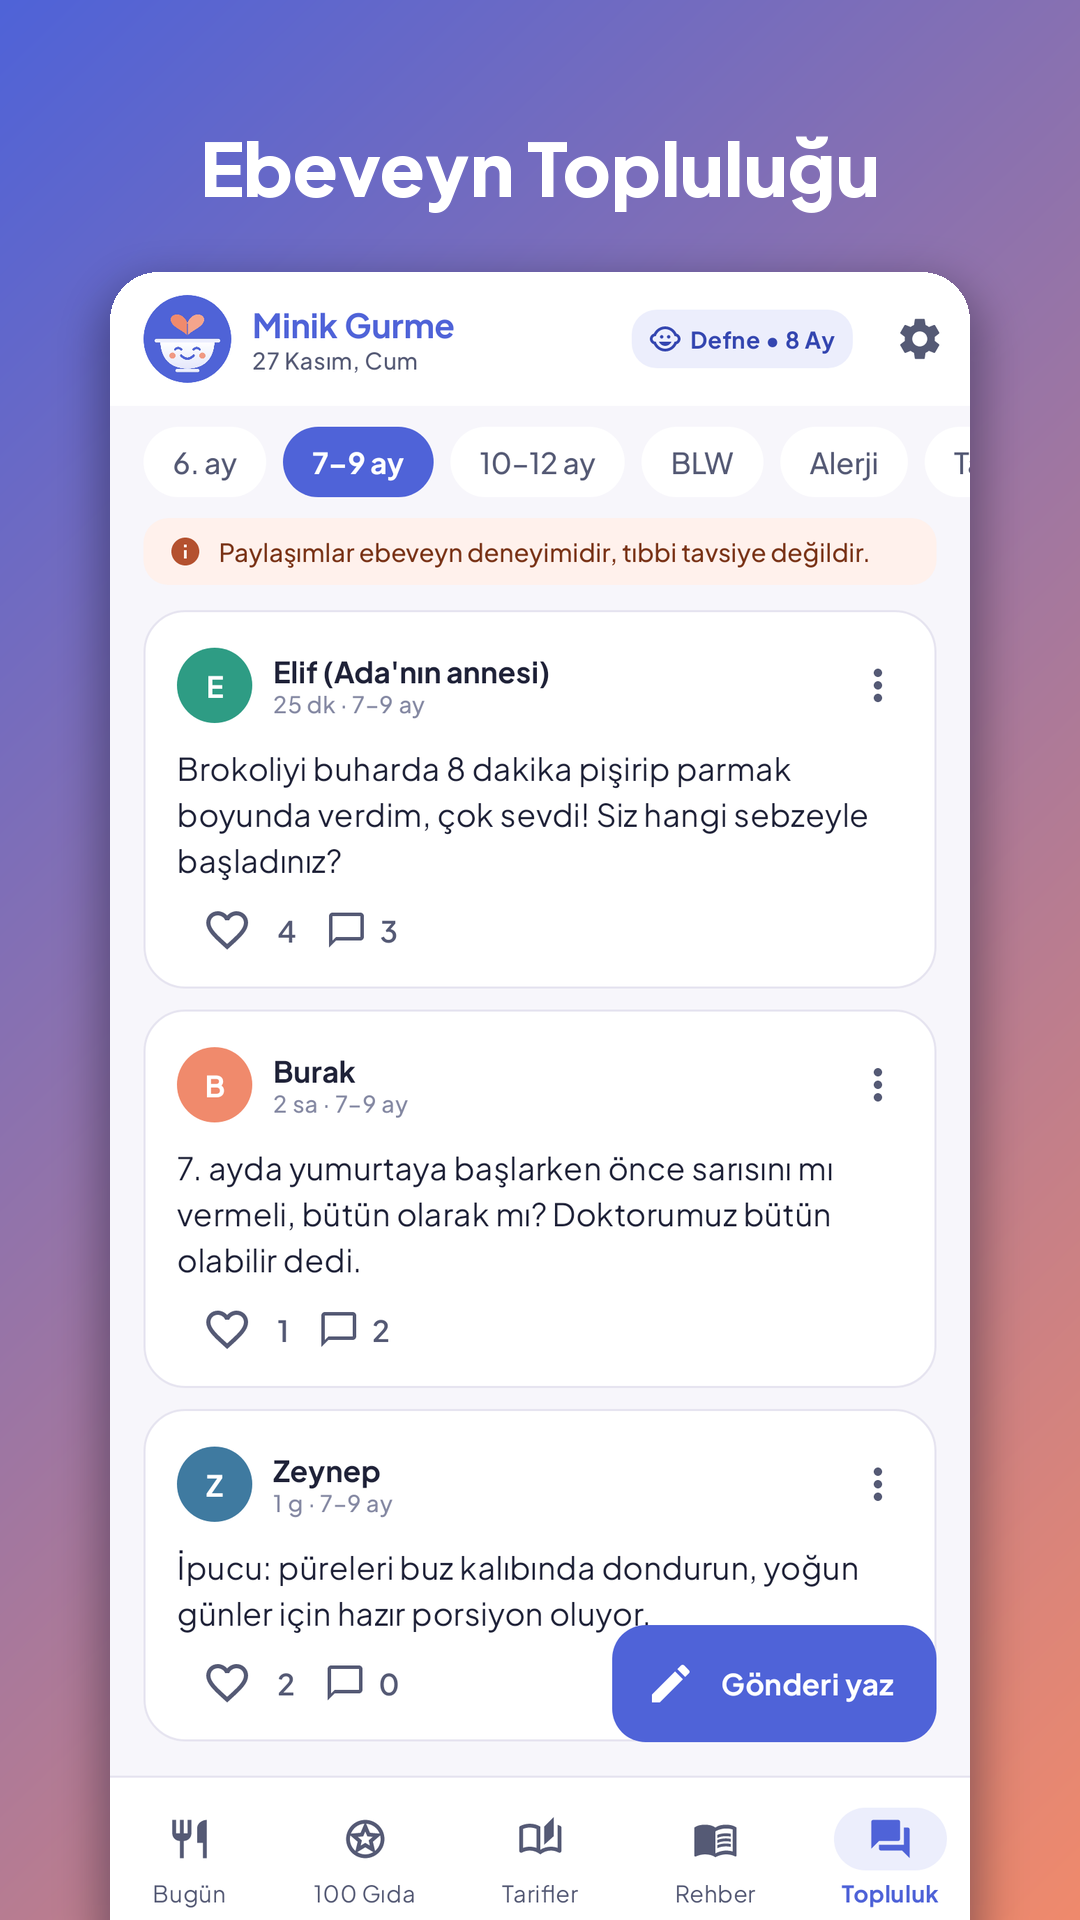 Ebeveyn Topluluğu
Minik Gurme
27 Kasım, Cum
Defne • 8 Ay
6. ay
7–9 ay
10–12 ay
BLW
Alerji
Paylaşımlar ebeveyn deneyimidir, tıbbi tavsiye değildir.
E
Elif (Ada'nın annesi)
25 dk · 7–9 ay
Brokoliyi buharda 8 dakika pişirip parmak
boyunda verdim, çok sevdi! Siz hangi sebzeyle
başladınız?
4
3
B
Burak
2 sa · 7–9 ay
7. ayda yumurtaya başlarken önce sarısını mı
vermeli, bütün olarak mı? Doktorumuz bütün
olabilir dedi.
1
2
Z
Zeynep
1 g · 7–9 ay
İpucu: püreleri buz kalıbında dondurun, yoğun
günler için hazır porsiyon oluyor.
2
0
Gönderi yaz
Bugün
100 Gıda
Tarifler
Rehber
Topluluk